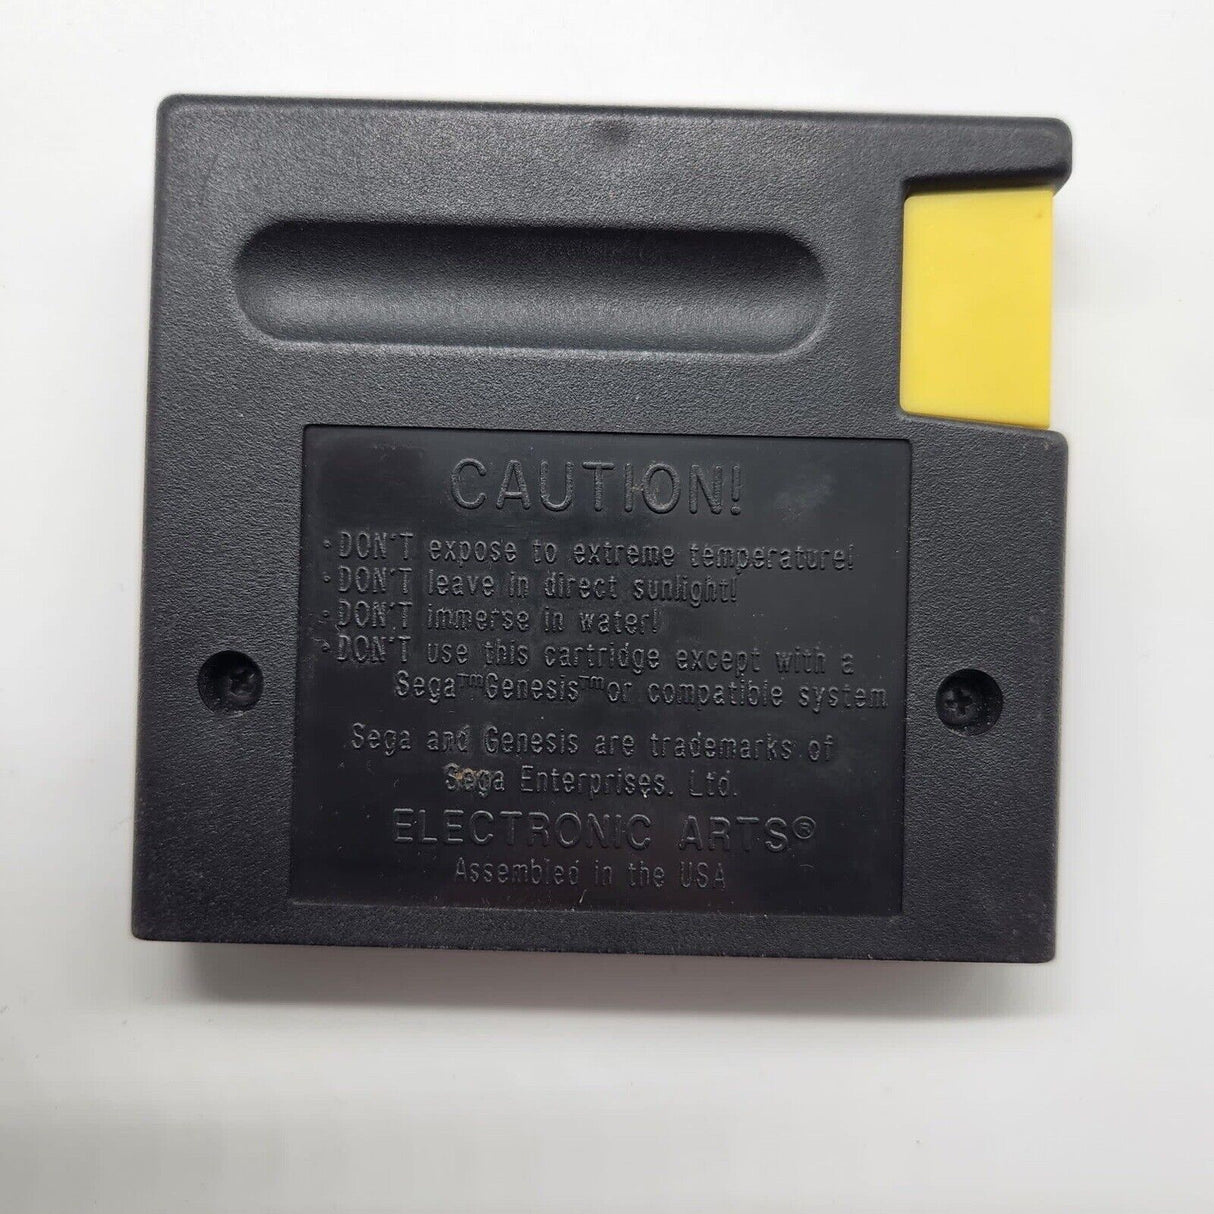 CAUTION!
•DON'T expose to extreme temperature!
•DON'T leave in direct sunlight!
•DON'T immerse in water!
•DON'T use this cartridge except with a
Sega™Genesis™or compatible system
Sega and Genesis are trademarks of
Sega Enterprises. Ltd.
ELECTRONIC ARTS®
Assembled in the USA